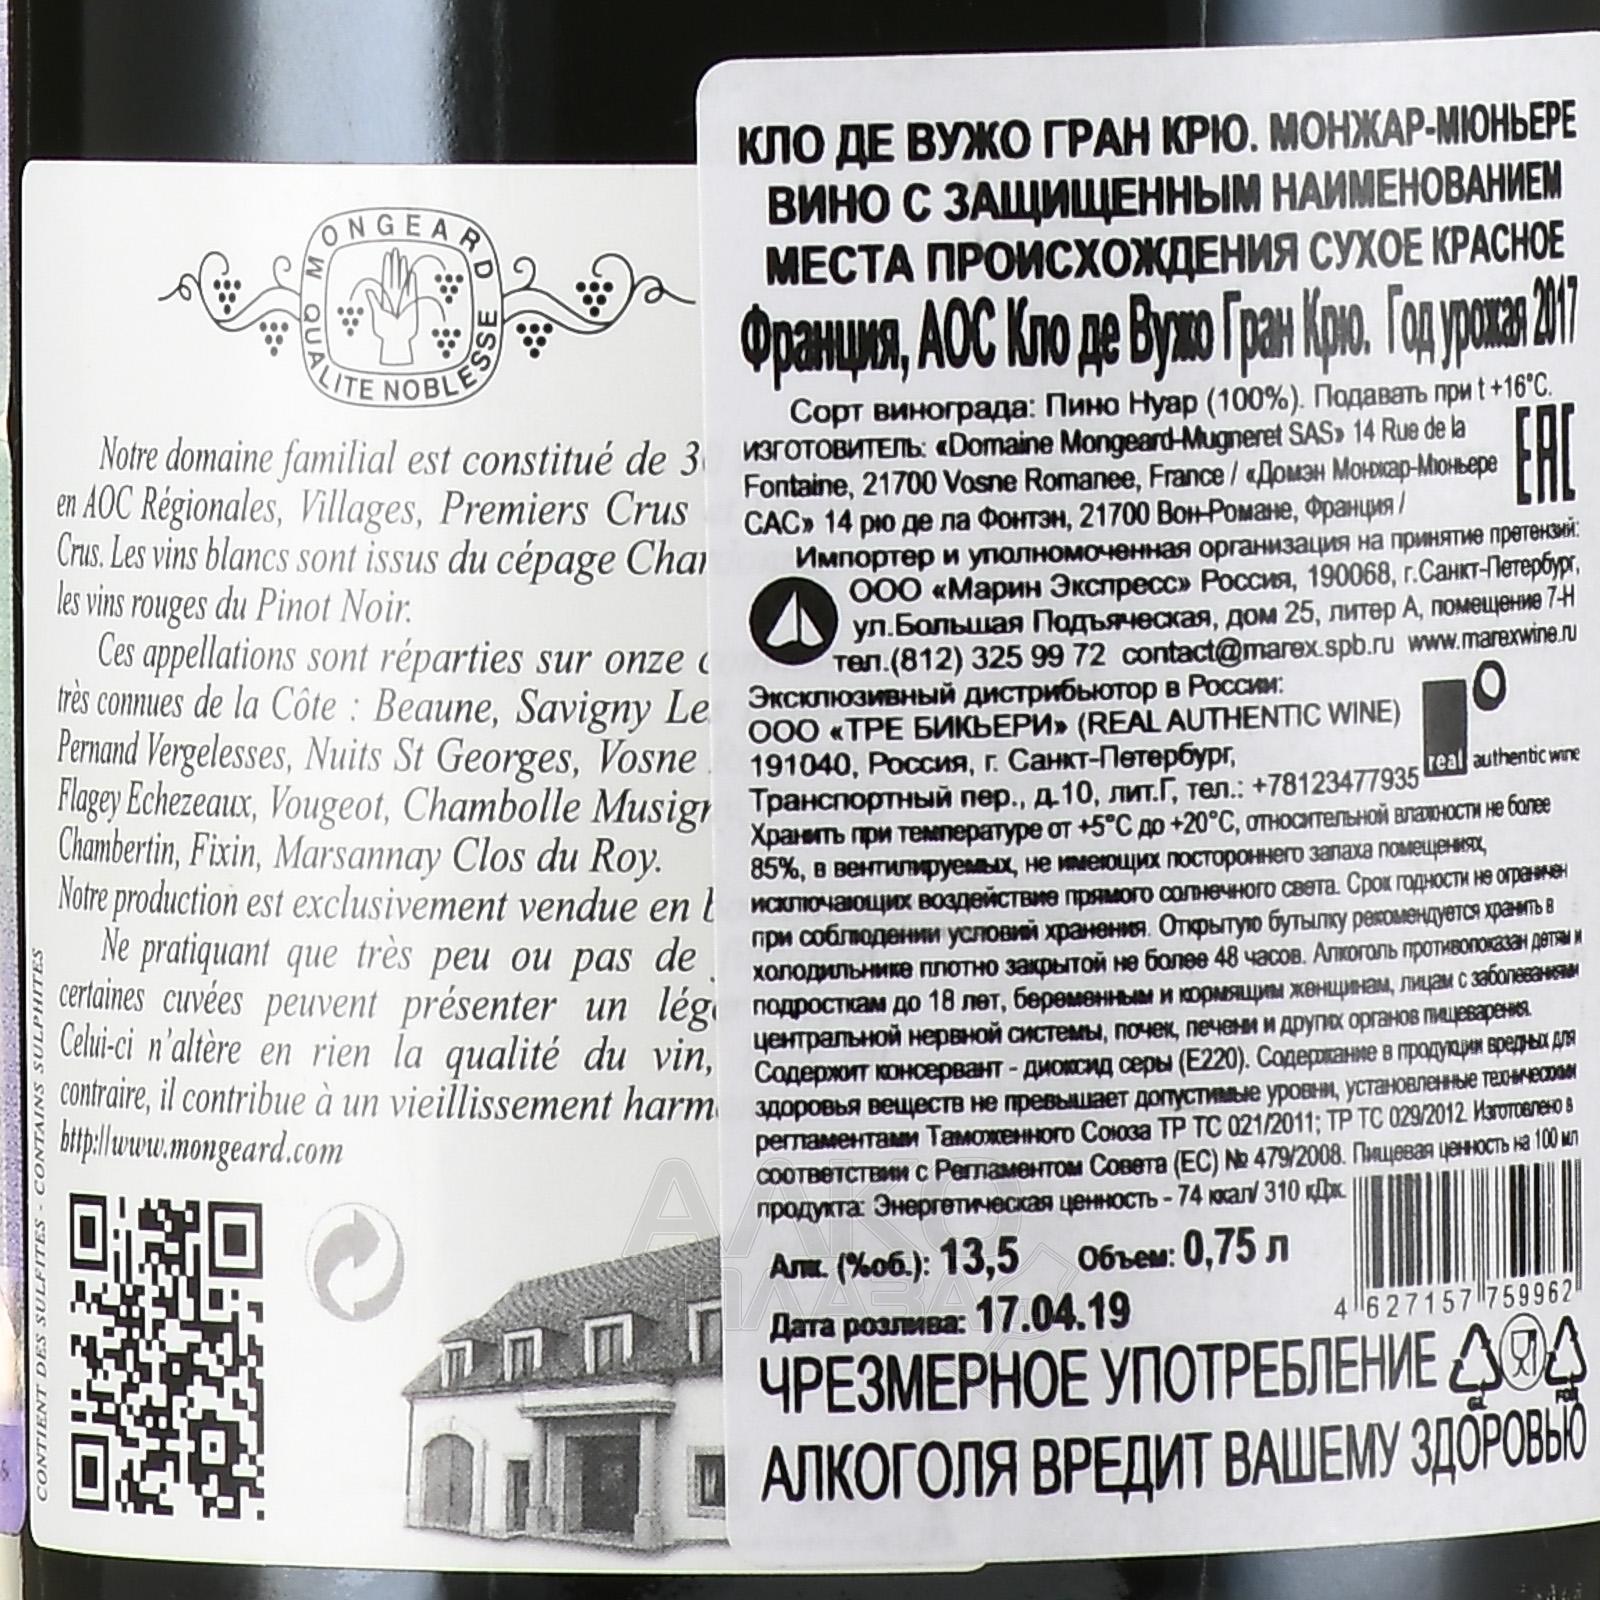 MONGEARD
QUALITE NOBLESSE
Notre domaine familial est constitué de 3
en AOC Régionales, Villages, Premiers Crus
Crus. Les vins blancs sont issus du cépage Char
les vins rouges du Pinot Noir.
Ces appellations sont réparties sur onze
très connues de la Côte : Beaune, Savigny Le
Pernand Vergelesses, Nuits St Georges, Vosne
Flagey Echezeaux, Vougeot, Chambolle Musign
Chambertin, Fixin, Marsannay Clos du Roy.
Notre production est exclusivement vendue en b
Ne pratiquant que très peu ou pas de
certaines cuvées peuvent présenter un lég
Celui-ci n'altère en rien la qualité du vin,
contraire, il contribue à un vieillissement harm
http://www.mongeard.com
CONTIENT DES SULFITES - CONTAINS SULPHITES
КЛО ДЕ ВУЖО ГРАН КРЮ. МОНЖАР-МЮНЬЕРЕ
ВИНО С ЗАЩИЩЕННЫМ НАИМЕНОВАНИЕМ
МЕСТА ПРОИСХОЖДЕНИЯ СУХОЕ КРАСНОЕ
Франция, АОС Кло де Вужо Гран Крю. Год урожая 2017
Сорт винограда: Пино Нуар (100%). Подавать при t +16°C.
ИЗГОТОВИТЕЛЬ: «Domaine Mongeard-Mugneret SAS» 14 Rue de la
Fontaine, 21700 Vosne Romanee, France / «Домэн Монжар-Мюньере
САС» 14 рю де ла Фонтэн, 21700 Вон-Романе, Франция /
EAC
Импортер и уполномоченная организация на принятие претензий:
ООО «Марин Экспресс» Россия, 190068, г.Санкт-Петербург,
ул.Большая Подъяческая, дом 25, литер А, помещение 7-Н
тел.(812) 325 99 72 contact@marex.spb.ru www.marexwine.ru
Эксклюзивный дистрибьютор в России:
ООО «ТРЕ БИКЬЕРИ» (REAL AUTHENTIC WINE)
191040, Россия, г. Санкт-Петербург,
Транспортный пер., д.10, лит.Г, тел.: +78123477935
real authentic wine
Хранить при температуре от +5°C до +20°C, относительной влажности не более
85%, в вентилируемых, не имеющих постороннего запаха помещениях,
исключающих воздействие прямого солнечного света. Срок годности не ограничен
при соблюдении условий хранения. Открытую бутылку рекомендуется хранить в
холодильнике плотно закрытой не более 48 часов. Алкоголь противопоказан детям и
подросткам до 18 лет, беременным и кормящим женщинам, лицам с заболеваниями
центральной нервной системы, почек, печени и других органов пищеварения.
Содержит консервант - диоксид серы (Е220). Содержание в продукции вредных для
здоровья веществ не превышает допустимые уровни, установленные техническими
регламентами Таможенного Союза ТР ТС 021/2011; ТР ТС 029/2012. Изготовлено в
соответствии с Регламентом Совета (ЕС) № 479/2008. Пищевая ценность на 100 мл
продукта: Энергетическая ценность - 74 ккал/ 310 кДж.
Алк. (%об.): 13,5 Объем: 0,75 л
Дата розлива: 17.04.19
4 627157 759962
ЧРЕЗМЕРНОЕ УПОТРЕБЛЕНИЕ
АЛКОГОЛЯ ВРЕДИТ ВАШЕМУ ЗДОРОВЬЮ
АЛКО
ПЛАЗА